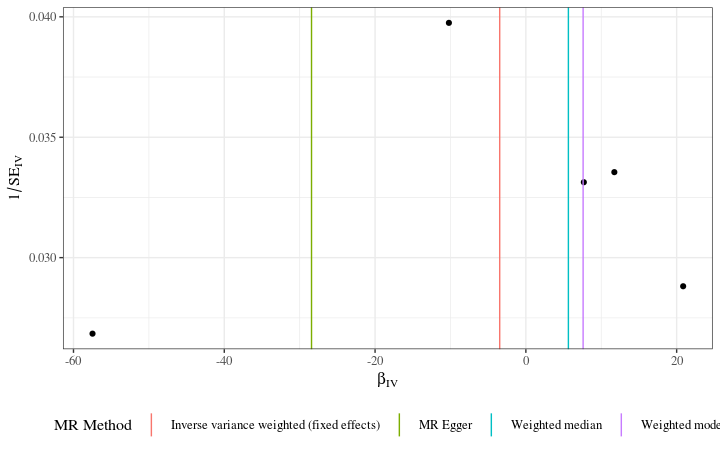 0.040
0.035
0.030
1/SE_IV
-60 -40 -20 0 20
β_IV
MR Method Inverse variance weighted (fixed effects) MR Egger Weighted median Weighted mode